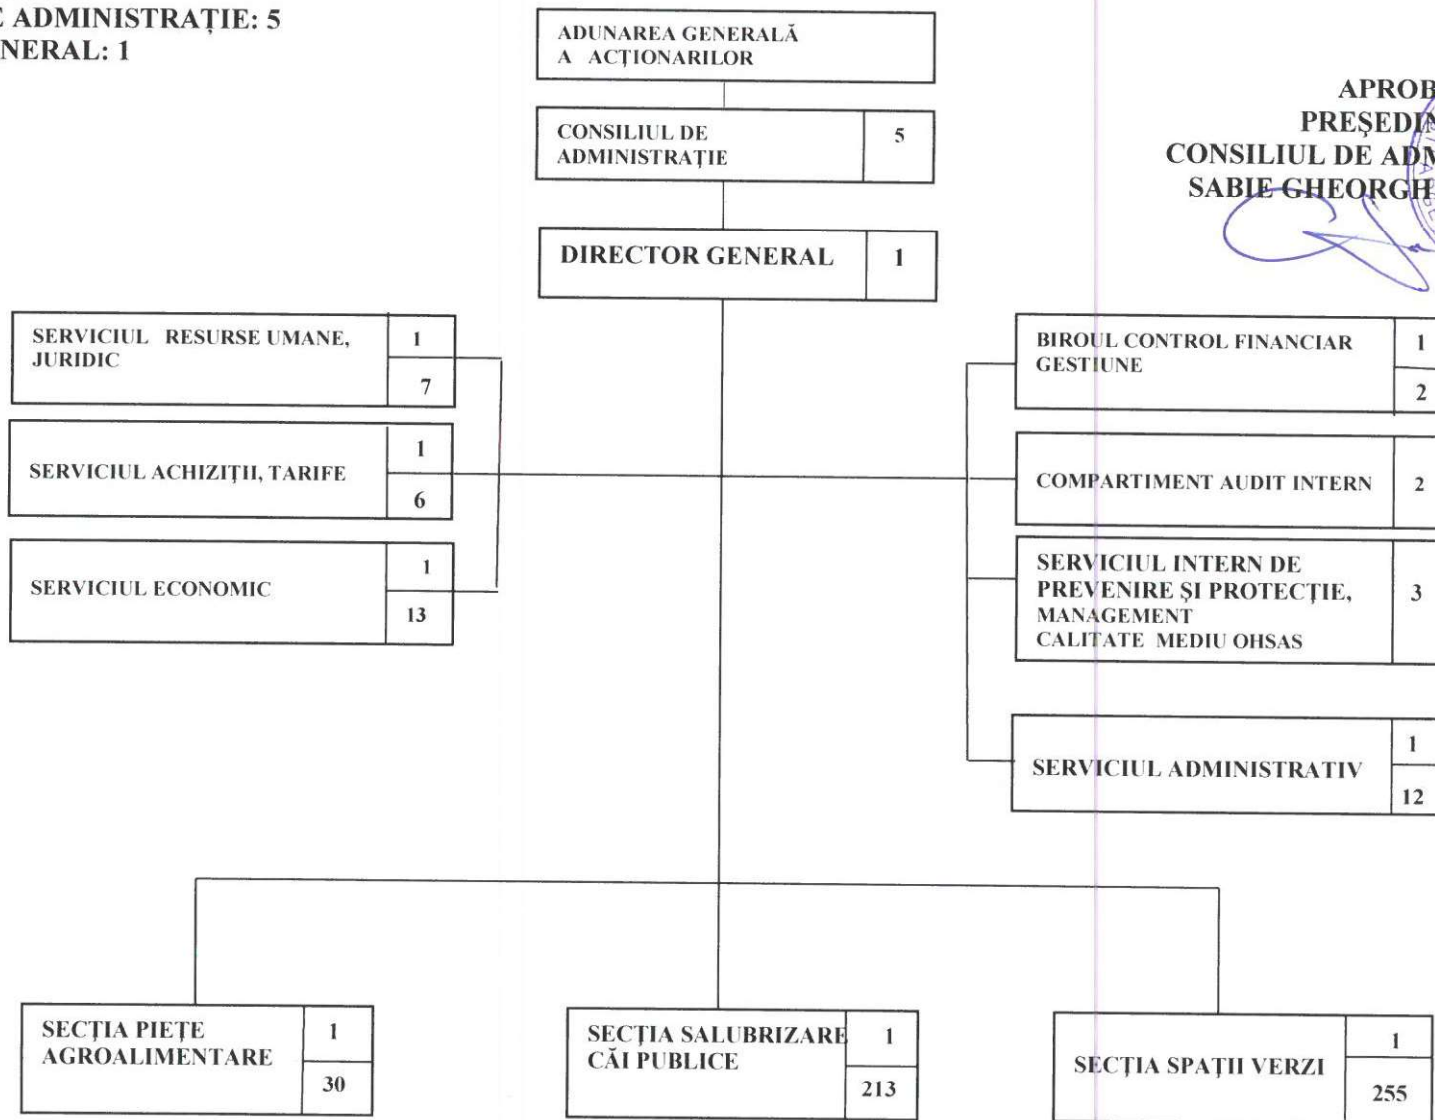 E ADMINISTRAȚIE: 5
NERAL: 1
ADUNAREA GENERALĂ
A ACȚIONARILOR
CONSILIUL DE
ADMINISTRAȚIE
5
DIRECTOR GENERAL
1
APROB
PREȘEDIN
CONSILIUL DE ADM
SABIE GHEORGH
SERVICIUL RESURSE UMANE,
JURIDIC
1
7
SERVICIUL ACHIZIȚII, TARIFE
1
6
SERVICIUL ECONOMIC
1
13
BIROUL CONTROL FINANCIAR
GESTIUNE
1
2
COMPARTIMENT AUDIT INTERN
2
SERVICIUL INTERN DE
PREVENIRE ȘI PROTECȚIE,
MANAGEMENT
CALITATE MEDIU OHSAS
3
SERVICIUL ADMINISTRATIV
1
12
SECȚIA PIEȚE
AGROALIMENTARE
1
30
SECȚIA SALUBRIZARE
CĂI PUBLICE
1
213
SECȚIA SPAȚII VERZI
1
255